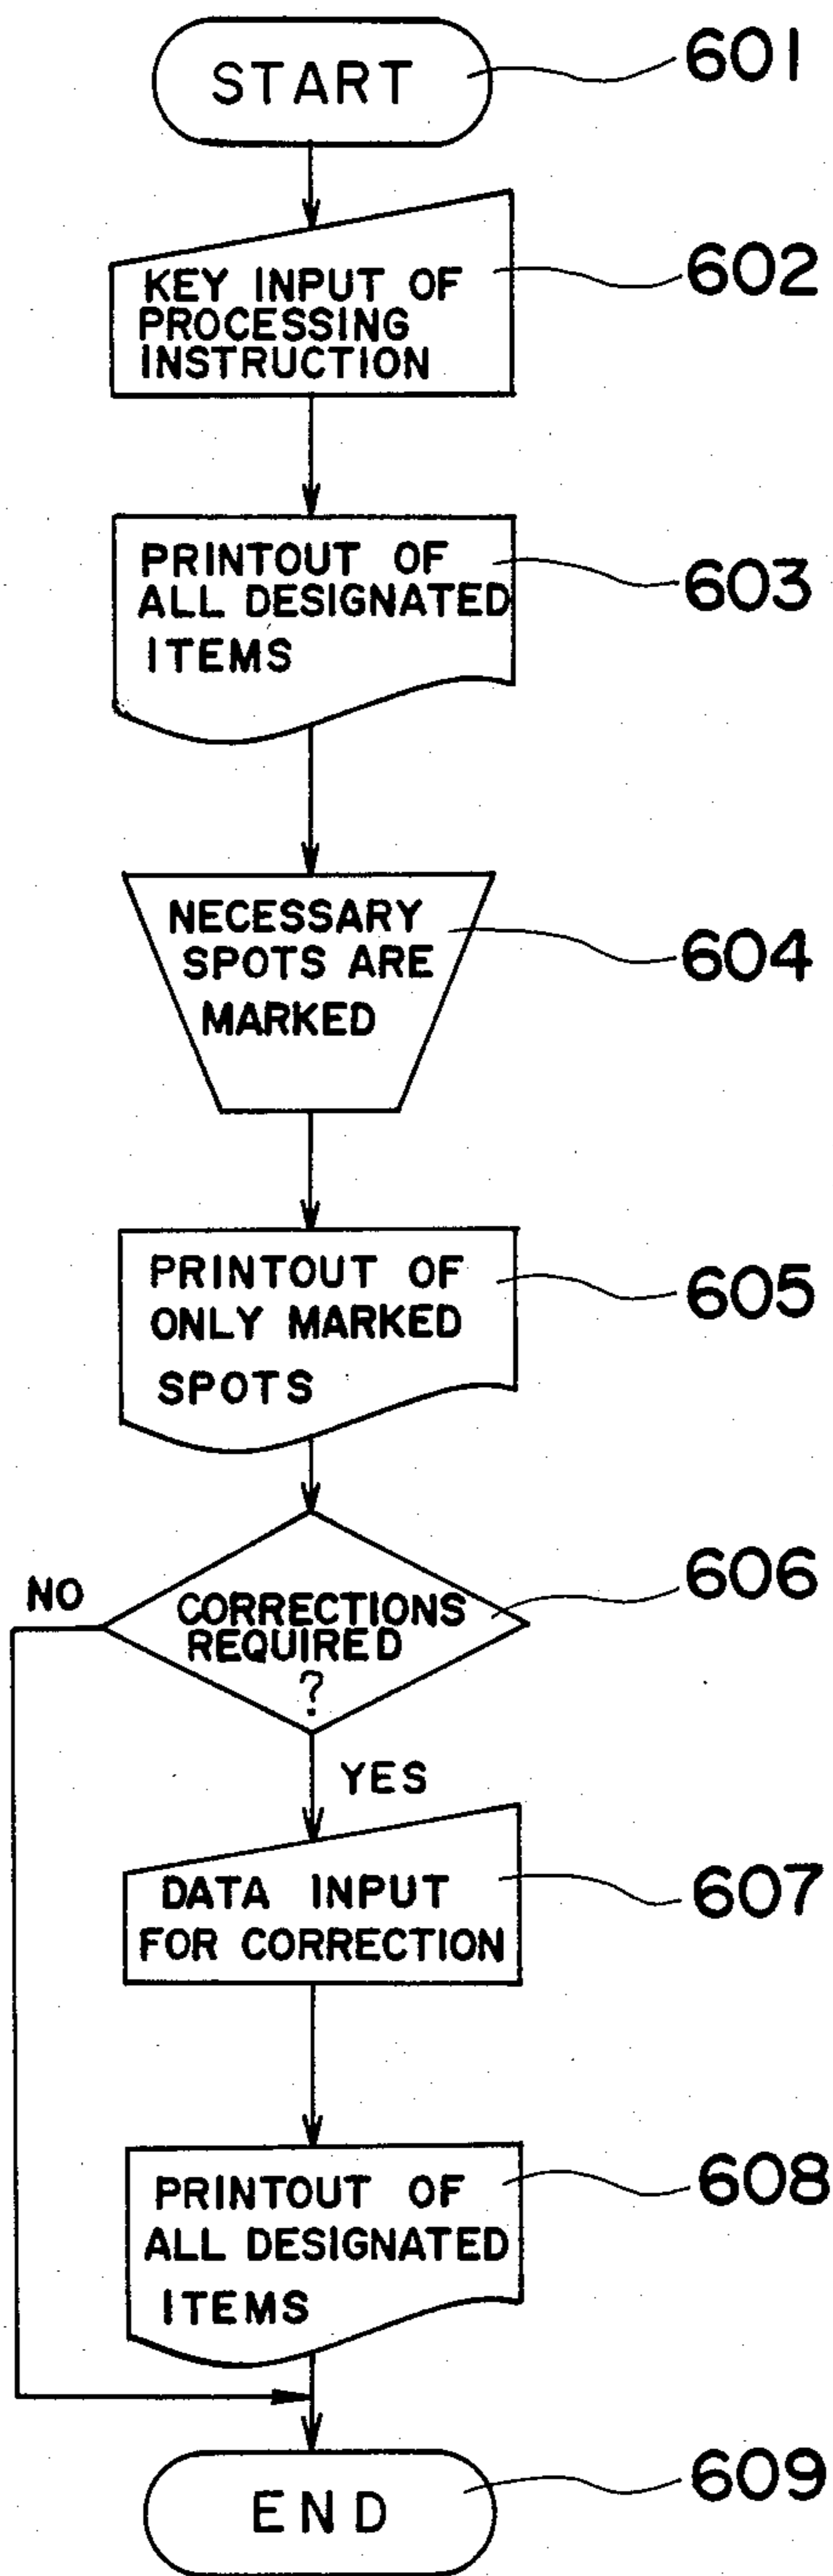 START
601
KEY INPUT OF
PROCESSING
INSTRUCTION
602
PRINTOUT OF
ALL DESIGNATED
ITEMS
603
NECESSARY
SPOTS ARE
MARKED
604
PRINTOUT OF
ONLY MARKED
SPOTS
605
NO
CORRECTIONS
REQUIRED
?
606
YES
DATA INPUT
FOR CORRECTION
607
PRINTOUT OF
ALL DESIGNATED
ITEMS
608
END
609